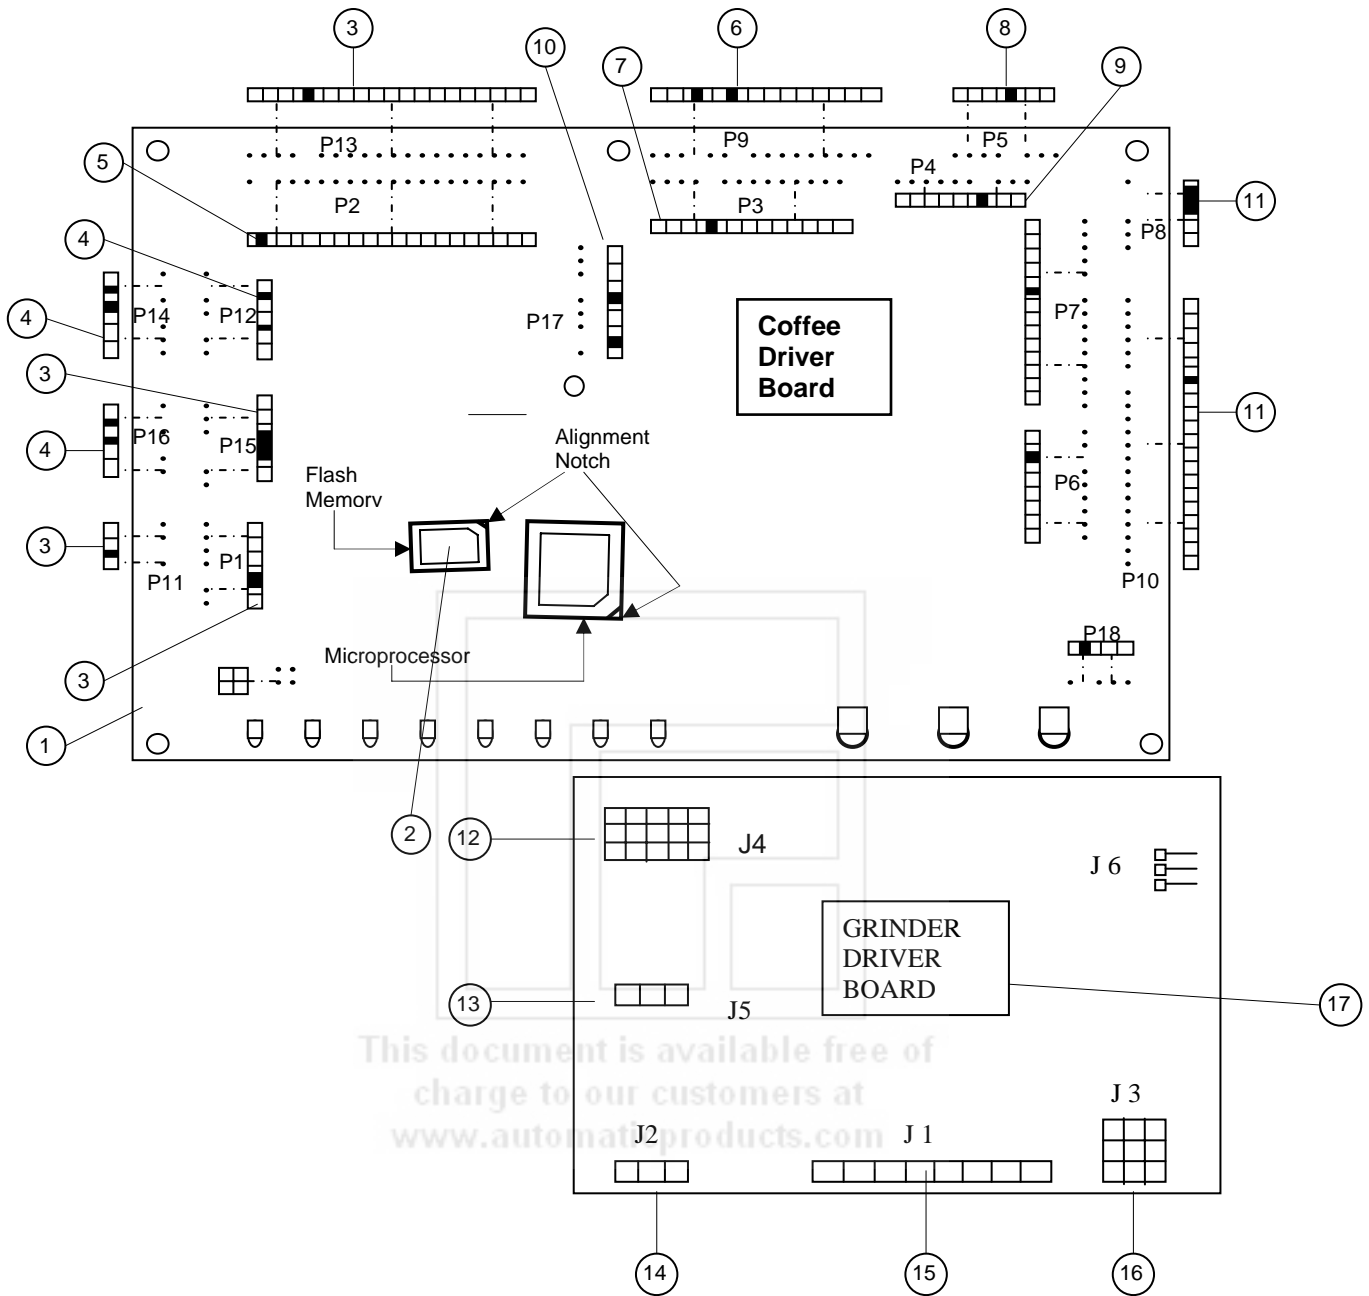 3
6
8
10
7
9
P13
P9
P5
P4
5
P2
P3
11
P8
4
4
P14
P12
P17
P7
Coffee
Driver
Board
3
11
4
P16
P15
Alignment
Notch
Flash
Memory
P6
3
P11
P1
P10
P18
Microprocessor
3
1
2
12
J4
J 6
GRINDER
DRIVER
BOARD
13
J5
17
This document is available free of
charge to our customers at
www.automaticproducts.com
J 3
J2
J 1
14
15
16